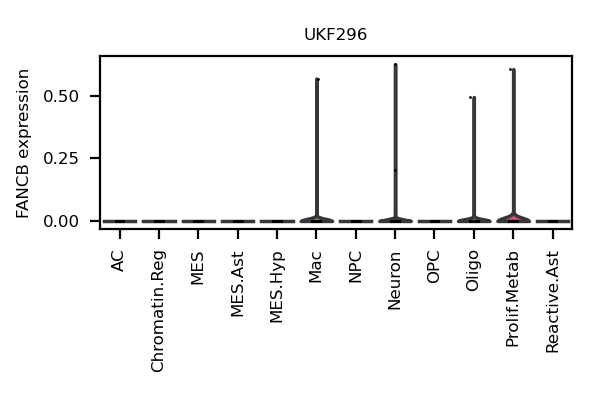 UKF296
FANCB expression
0.50
0.25
0.00
AC
Chromatin.Reg
MES
MES.Ast
MES.Hyp
Mac
NPC
Neuron
OPC
Oligo
Prolif.Metab
Reactive.Ast